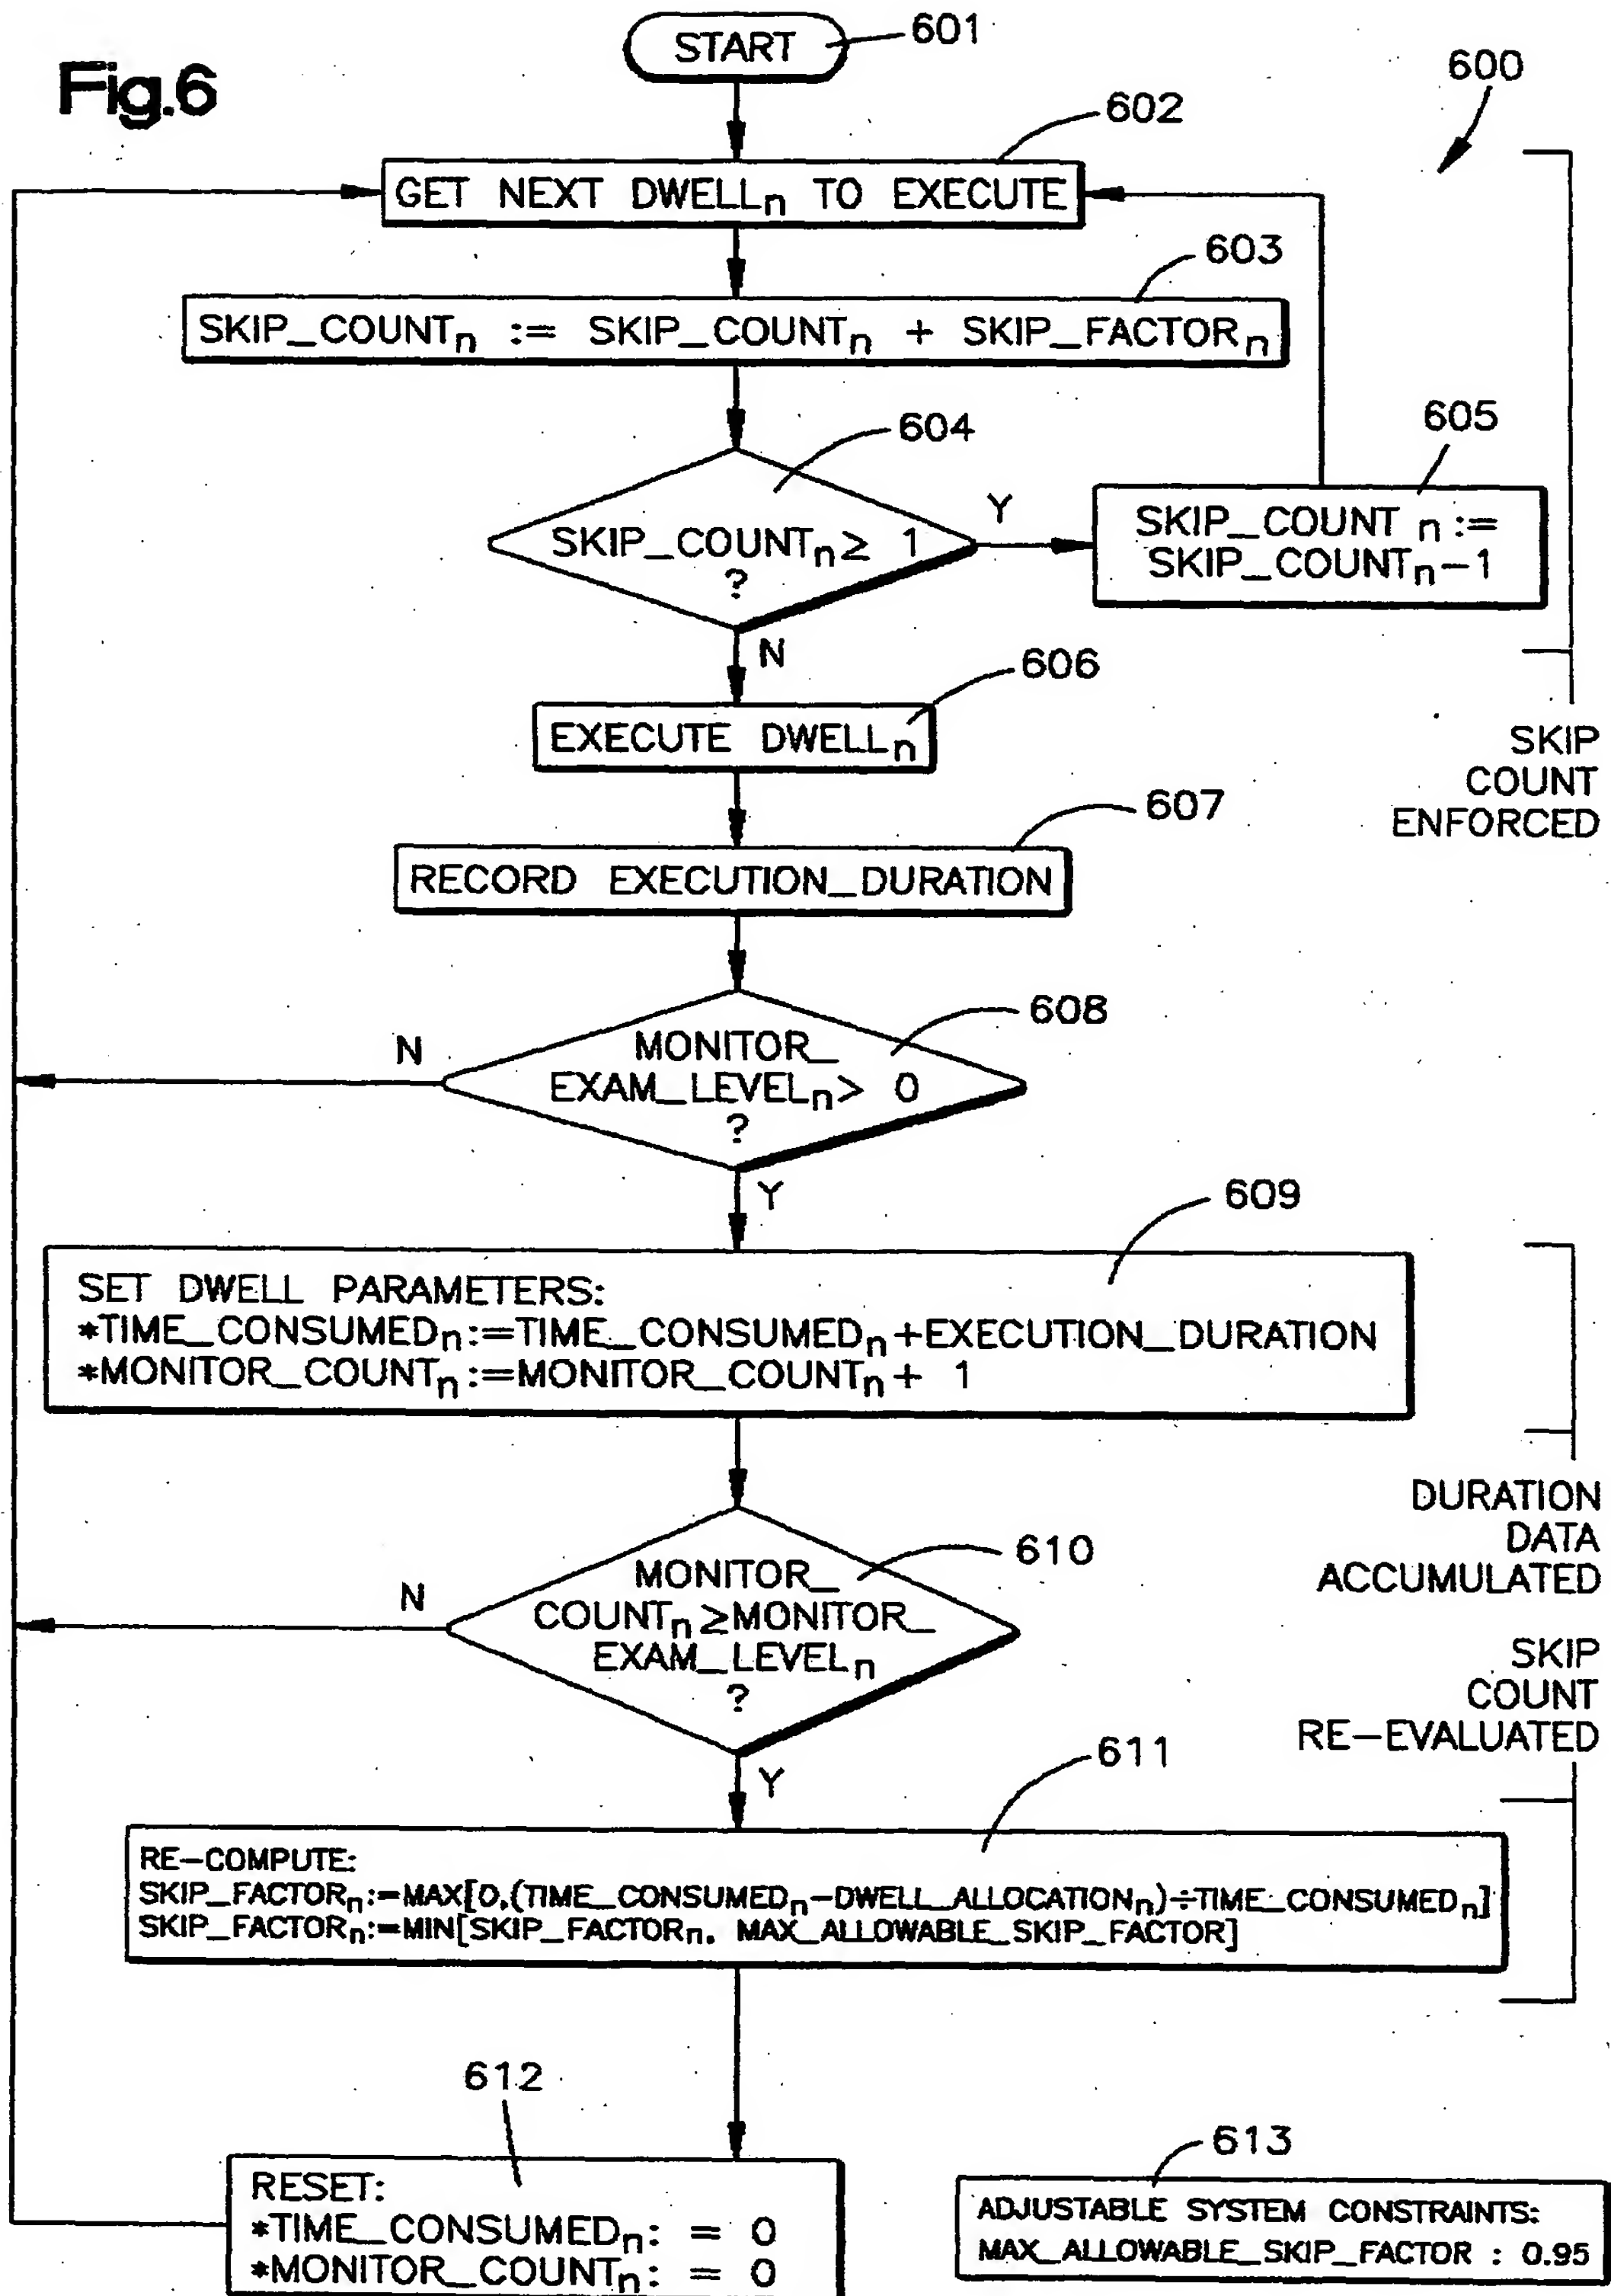 Fig.6
START
601
600
602
GET NEXT DWELLn TO EXECUTE
603
SKIP_COUNTn := SKIP_COUNTn + SKIP_FACTORn
604
SKIP_COUNTn ≥ 1
?
Y
605
SKIP_COUNT n :=
SKIP_COUNTn-1
N
606
EXECUTE DWELLn
SKIP
COUNT
ENFORCED
607
RECORD EXECUTION_DURATION
608
MONITOR_
EXAM_LEVELn> 0
?
N
Y
609
SET DWELL PARAMETERS:
*TIME_CONSUMEDn:=TIME_CONSUMEDn+EXECUTION_DURATION
*MONITOR_COUNTn:=MONITOR_COUNTn+ 1
DURATION
DATA
ACCUMULATED
610
MONITOR_
COUNTn≥MONITOR_
EXAM_LEVELn
?
N
Y
SKIP
COUNT
RE-EVALUATED
611
RE-COMPUTE:
SKIP_FACTORn:=MAX[0,(TIME_CONSUMEDn-DWELL_ALLOCATIONn)÷TIME_CONSUMEDn]
SKIP_FACTORn:=MIN[SKIP_FACTORn, MAX_ALLOWABLE_SKIP_FACTOR]
612
RESET:
*TIME_CONSUMEDn: = 0
*MONITOR_COUNTn: = 0
613
ADJUSTABLE SYSTEM CONSTRAINTS:
MAX_ALLOWABLE_SKIP_FACTOR : 0.95